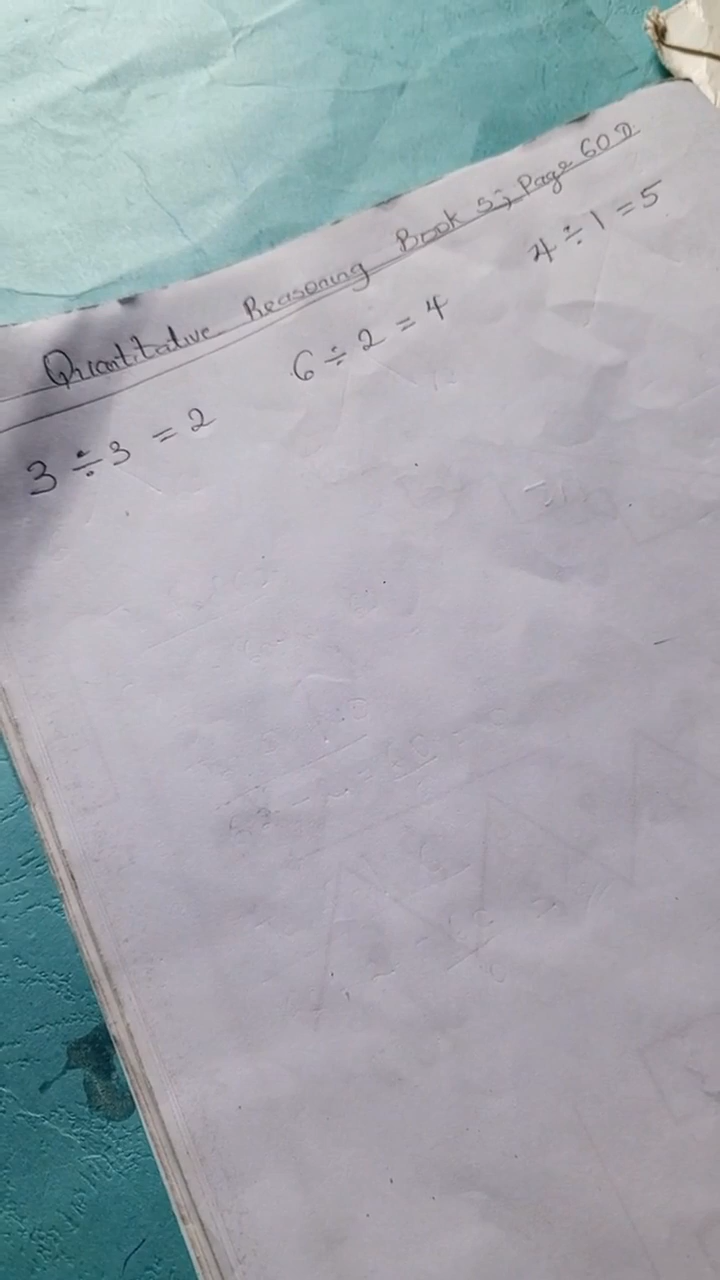 Quantitative Reasoning Book 5; Page 60 D.
3 ÷ 3 = 2 6 ÷ 2 = 4 4 ÷ 1 = 5